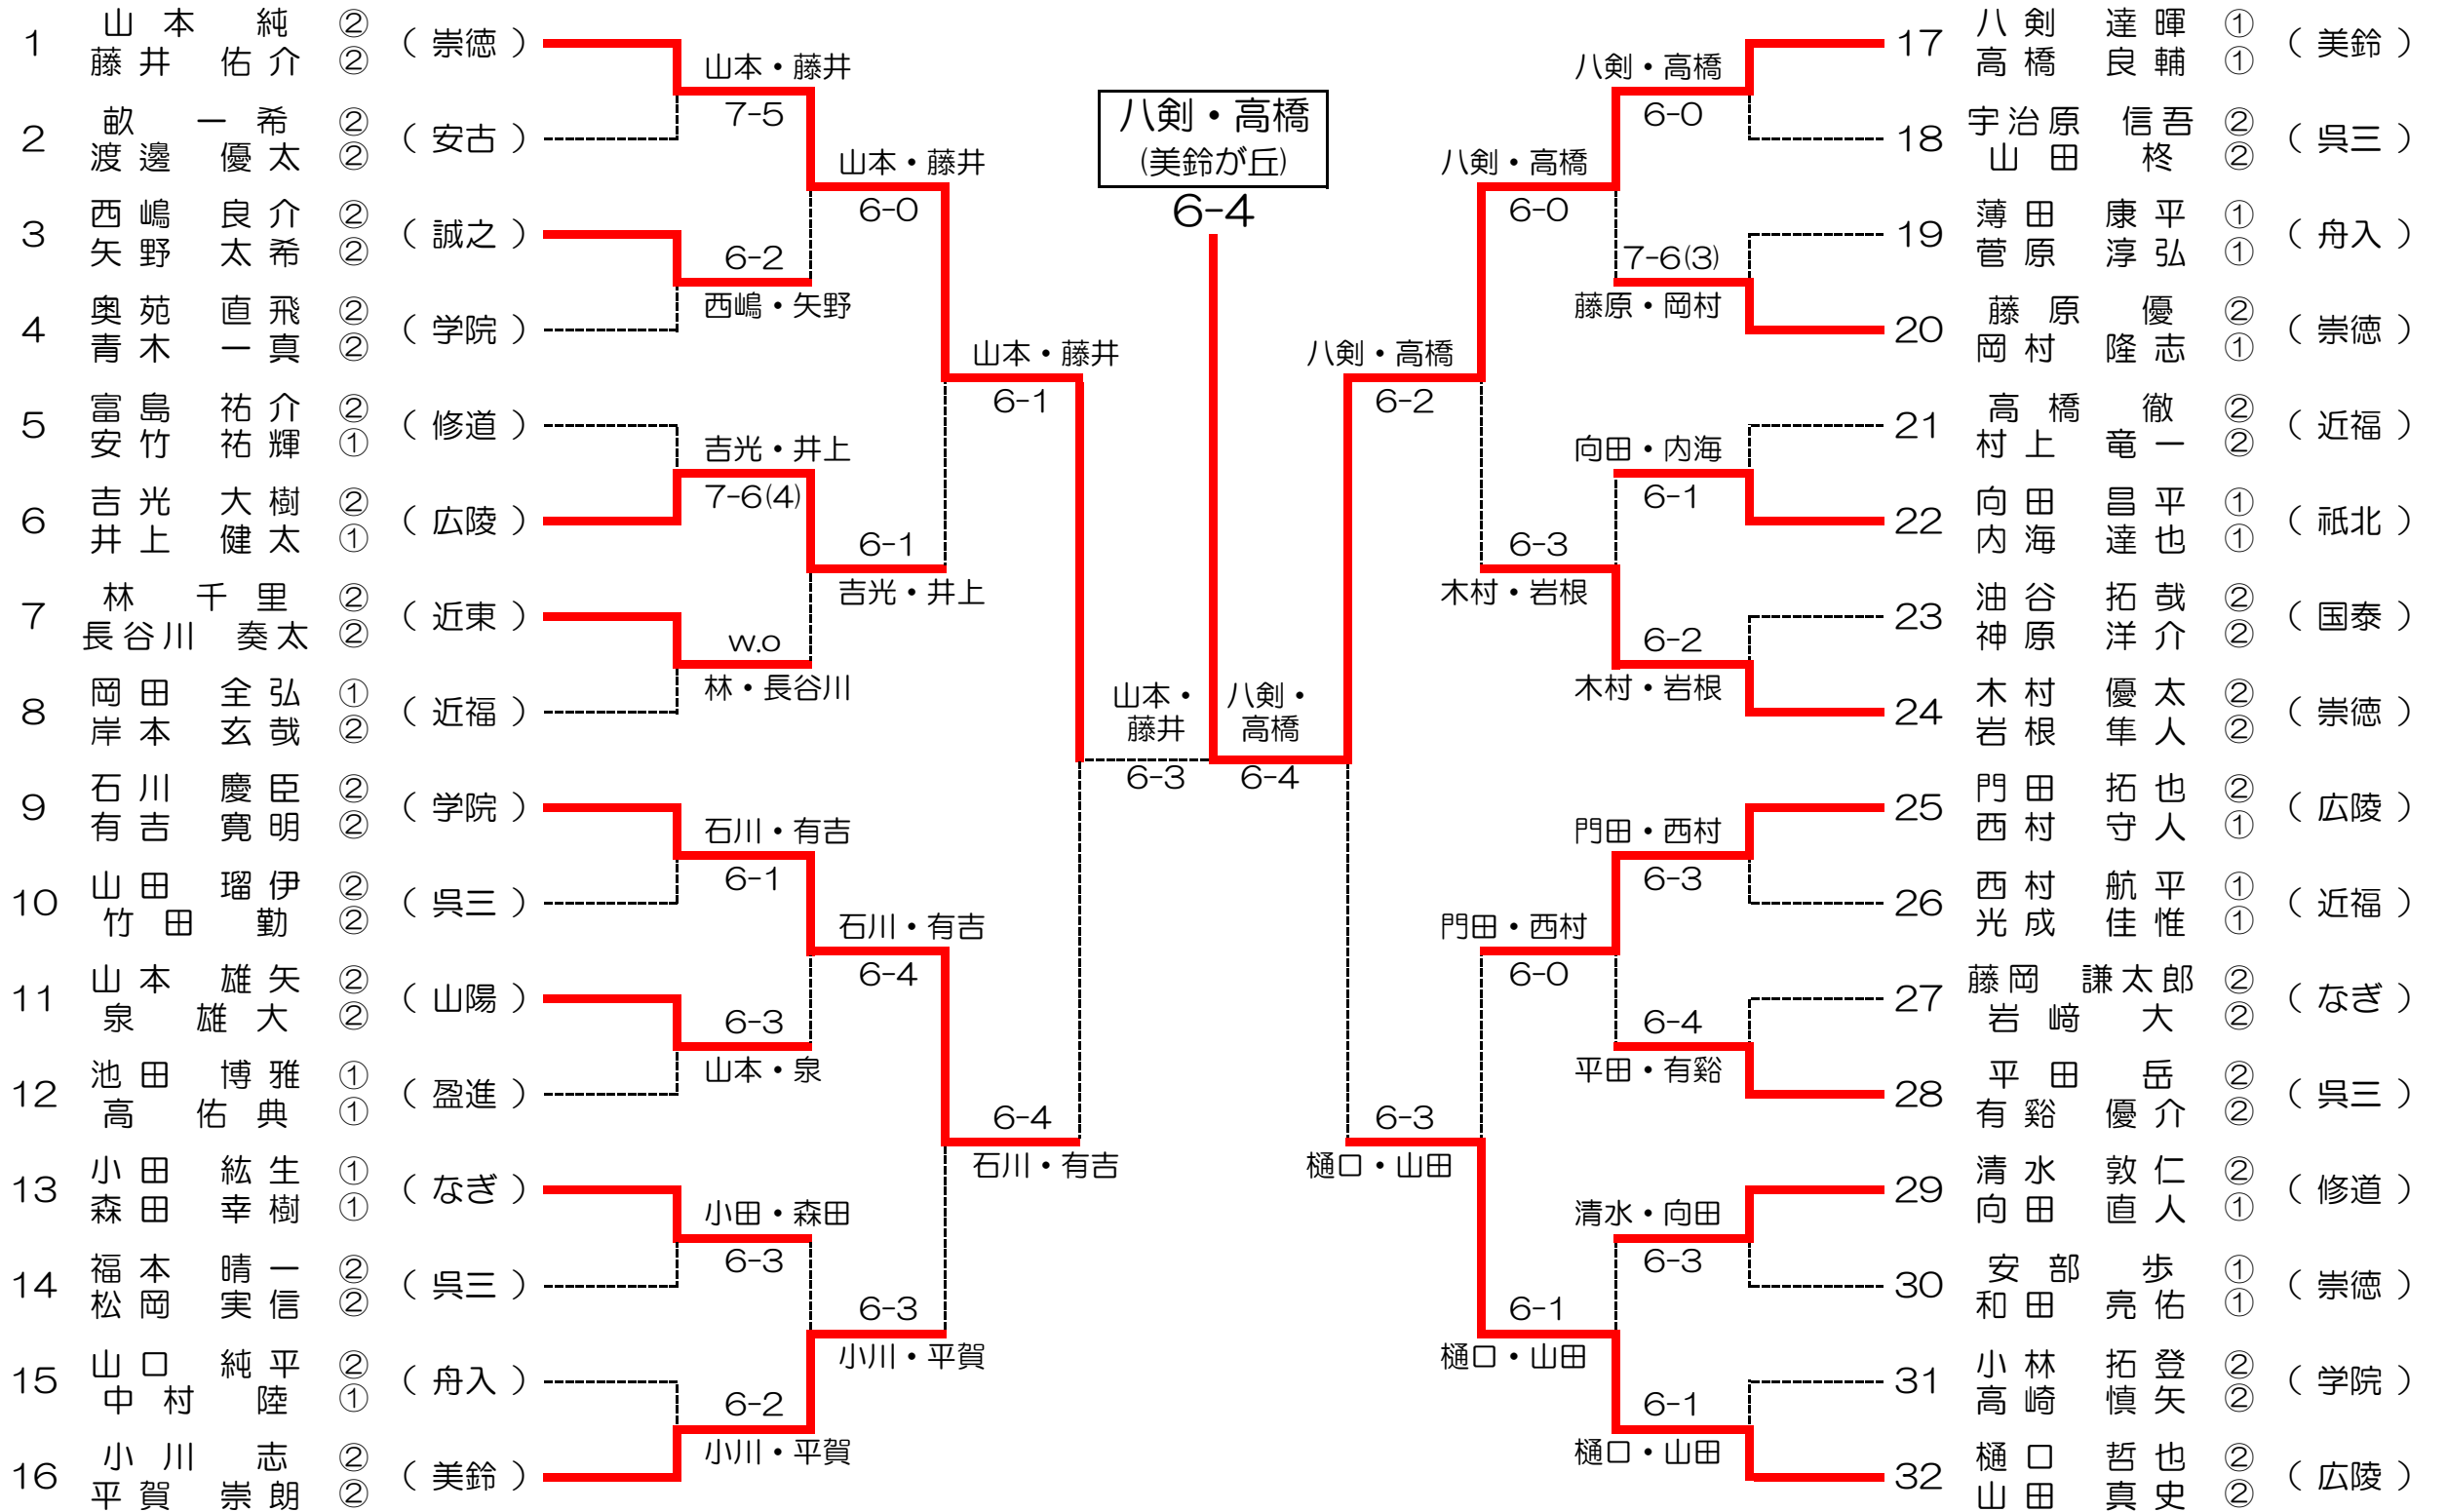 1 山本 純 ② (崇徳)
藤井 佑介 ②
2 畝 一希 ② (安古)
渡邊 優太 ②
3 西嶋 良介 ② (誠之)
矢野 太希 ②
4 奥苑 直飛 ② (学院)
青木 一真 ②
5 富島 祐介 ② (修道)
安竹 祐輝 ①
6 吉光 大樹 ② (広陵)
井上 健太 ①
7 林 千里 ② (近東)
長谷川 奏太 ②
8 岡田 全弘 ① (近福)
岸本 玄哉 ②
9 石川 慶臣 ② (学院)
有吉 寛明 ②
10 山田 瑠伊 ② (呉三)
竹田 勤 ②
11 山本 雄矢 ② (山陽)
泉 雄大 ②
12 池田 博雅 ① (盈進)
高 佑典 ①
13 小田 紘生 ① (なぎ)
森田 幸樹 ①
14 福本 晴一 ② (呉三)
松岡 実信 ②
15 山口 純平 ② (舟入)
中村 陸 ①
16 小川 志 ② (美鈴)
平賀 崇朗 ②
山本・藤井
7-5
6-2
西嶋・矢野
吉光・井上
7-6(4)
w.o
林・長谷川
石川・有吉
6-1
6-3
山本・泉
小田・森田
6-3
6-2
小川・平賀
山本・藤井
6-0
6-1
吉光・井上
石川・有吉
6-4
6-3
小川・平賀
山本・藤井
6-1
6-4
石川・有吉
山本・
藤井
6-3
八剣・高橋
(美鈴が丘)
6-4
八剣・
高橋
6-4
八剣・高橋
6-2
6-3
樋口・山田
八剣・高橋
6-0
6-3
木村・岩根
門田・西村
6-0
6-1
樋口・山田
八剣・高橋
6-0
7-6(3)
藤原・岡村
向田・内海
6-1
6-2
木村・岩根
門田・西村
6-3
6-4
平田・有谿
清水・向田
6-3
6-1
樋口・山田
17 八剣 達暉 ① (美鈴)
高橋 良輔 ①
18 宇治原 信吾 ② (呉三)
山田 柊 ②
19 薄田 康平 ① (舟入)
菅原 淳弘 ①
20 藤原 優 ② (崇徳)
岡村 隆志 ①
21 高橋 徹 ② (近福)
村上 竜一 ②
22 向田 昌平 ① (祇北)
内海 達也 ①
23 油谷 拓哉 ② (国泰)
神原 洋介 ②
24 木村 優太 ② (崇徳)
岩根 隼人 ②
25 門田 拓也 ② (広陵)
西村 守人 ①
26 西村 航平 ① (近福)
光成 佳惟 ①
27 藤岡 謙太郎 ② (なぎ)
岩﨑 大 ②
28 平田 岳 ② (呉三)
有谿 優介 ②
29 清水 敦仁 ② (修道)
向田 直人 ①
30 安部 歩 ① (崇徳)
和田 亮佑 ①
31 小林 拓登 ② (学院)
高崎 慎矢 ②
32 樋口 哲也 ② (広陵)
山田 真史 ②